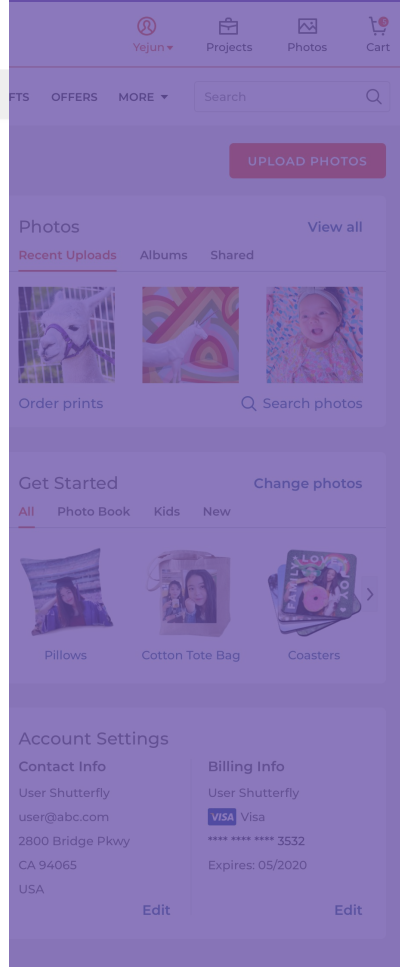 Yejun Projects Photos Cart
FTS OFFERS MORE Search
UPLOAD PHOTOS
Photos View all
Recent Uploads Albums Shared
Order prints Search photos
Get Started Change photos
All Photo Book Kids New
FAMILY LOVE JOY
Pillows Cotton Tote Bag Coasters
Account Settings
Contact Info Billing Info
User Shutterfly User Shutterfly
user@abc.com VISA Visa
2800 Bridge Pkwy **** **** **** 3532
CA 94065 Expires: 05/2020
USA
Edit Edit